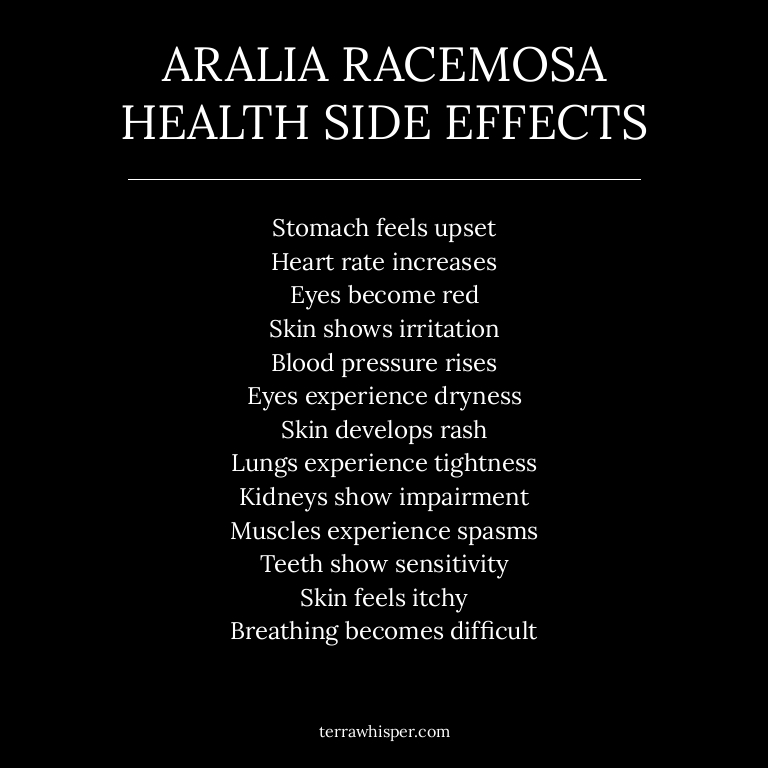 ARALIA RACEMOSA
HEALTH SIDE EFFECTS
Stomach feels upset
Heart rate increases
Eyes become red
Skin shows irritation
Blood pressure rises
Eyes experience dryness
Skin develops rash
Lungs experience tightness
Kidneys show impairment
Muscles experience spasms
Teeth show sensitivity
Skin feels itchy
Breathing becomes difficult
terrawhisper.com